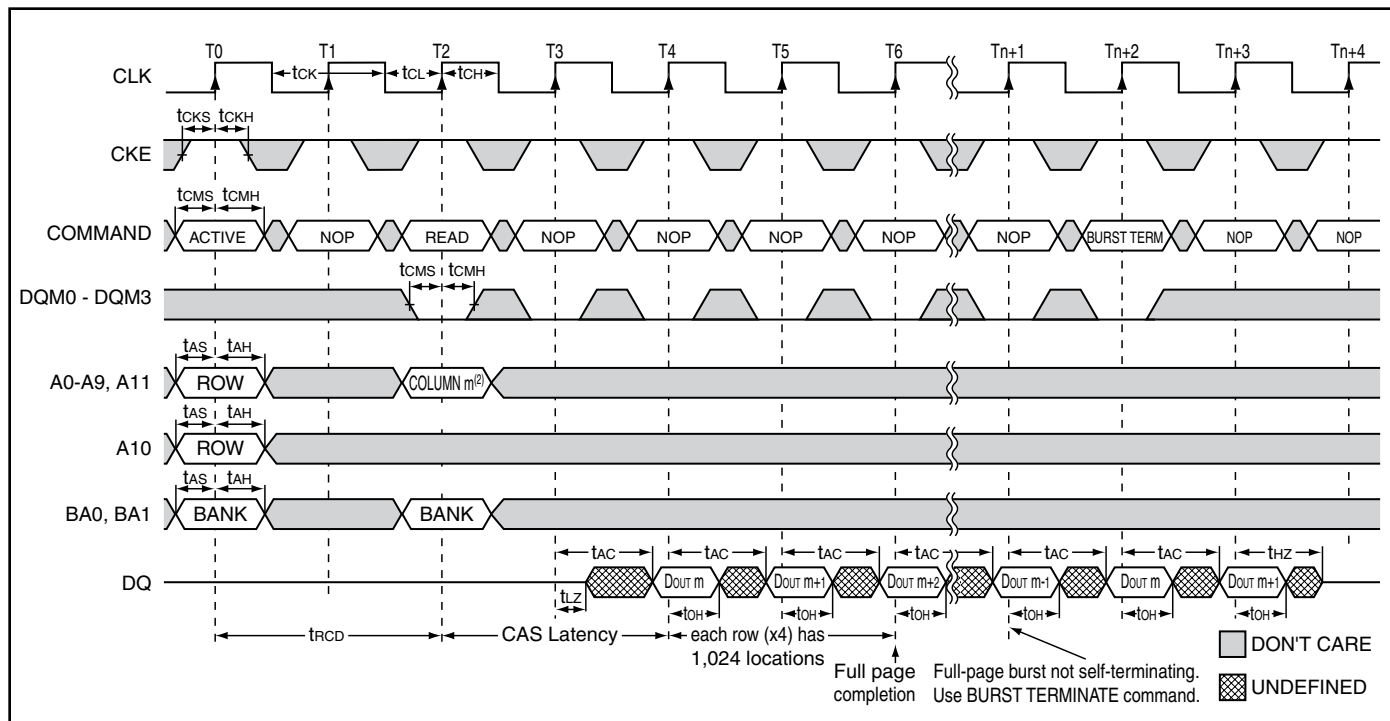 T0 T1 T2 T3 T4 T5 T6 Tn+1 Tn+2 Tn+3 Tn+4
CLK tCK tCL tCH
tCKS tCKH
CKE
tCMS tCMH
COMMAND ACTIVE NOP READ NOP NOP NOP NOP NOP BURST TERM NOP NOP
tCMS tCMH
DQM0 - DQM3
tAS tAH
A0-A9, A11 ROW COLUMN m(2)
tAS tAH
A10 ROW
tAS tAH
BA0, BA1 BANK BANK
tAC tAC tAC tAC tAC tAC tHZ
DQ DOUT m DOUT m+1 DOUT m+2 DOUT m-1 DOUT m DOUT m+1
tLZ tOH tOH tOH tOH tOH tOH
tRCD CAS Latency each row (x4) has
1,024 locations
Full page
completion
Full-page burst not self-terminating.
Use BURST TERMINATE command.
DON'T CARE
UNDEFINED